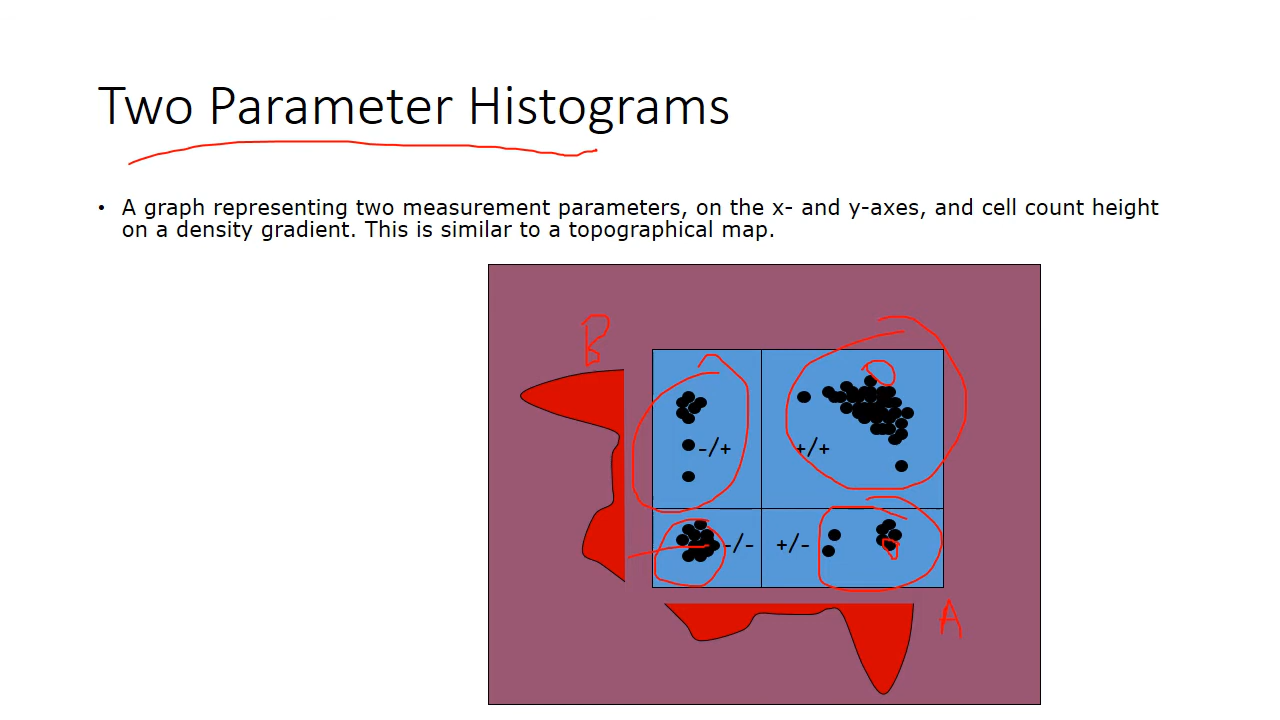 Two Parameter Histograms
• A graph representing two measurement parameters, on the x- and y-axes, and cell count height
on a density gradient. This is similar to a topographical map.
B
-/+
+/+
-/-
+/-
A